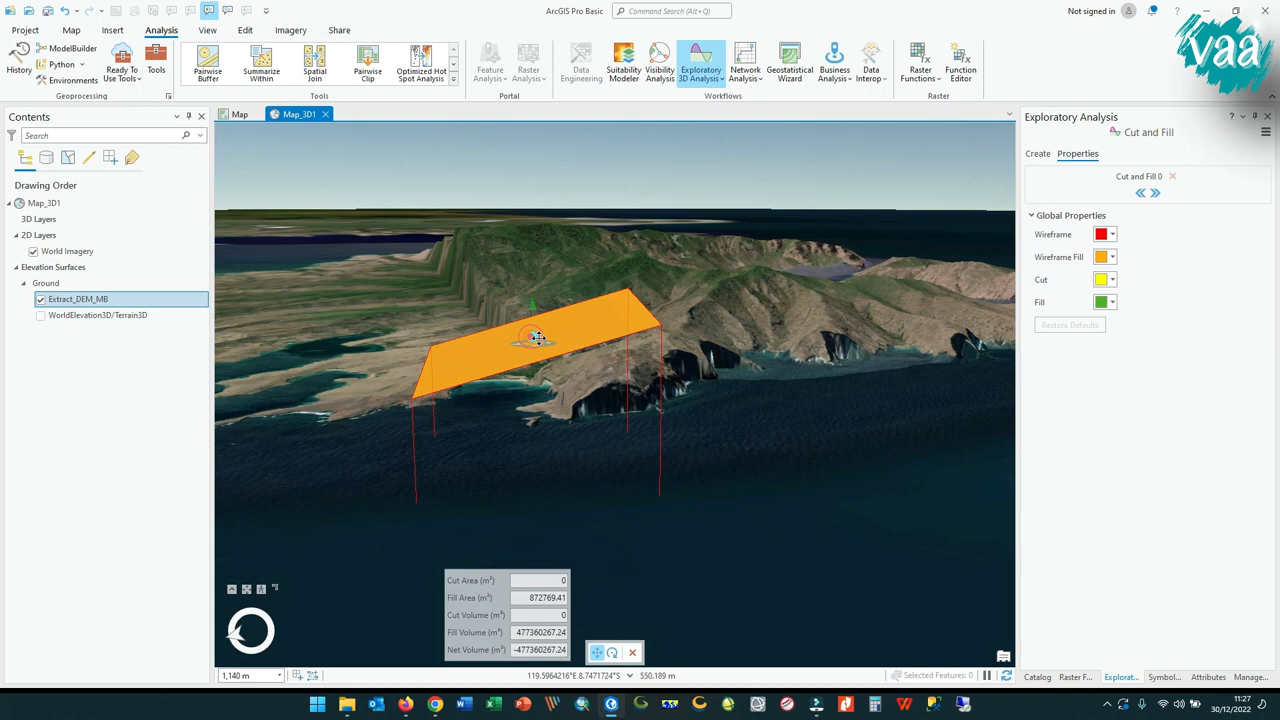 ArcGIS Pro Basic
Command Search (Alt+Q)
Not signed in
Project
Map
Insert
Analysis
View
Edit
Imagery
Share
History
ModelBuilder
Python
Environments
Ready To
Use Tools
Tools
Geoprocessing
Pairwise
Buffer
Summarize
Within
Spatial
Join
Pairwise
Clip
Optimized Hot
Spot Analysis
Tools
Feature
Analysis
Raster
Analysis
Portal
Data
Engineering
Suitability
Modeler
Visibility
Analysis
Exploratory
3D Analysis
Network
Analysis
Geostatistical
Wizard
Business
Analysis
Data
Interop
Workflows
Raster
Functions
Function
Editor
Raster
vaa
Contents
Search
Drawing Order
Map_3D1
3D Layers
2D Layers
World Imagery
Elevation Surfaces
Ground
Extract_DEM_MB
WorldElevation3D/Terrain3D
Map
Map_3D1
Cut Area (m²) 0
Fill Area (m²) 872769.41
Cut Volume (m³) 0
Fill Volume (m³) 477360267.24
Net Volume (m³) -477360267.24
1,140 m
119.5964216°E 8.7471724°S
550.189 m
Selected Features: 0
Exploratory Analysis
Cut and Fill
Create
Properties
Cut and Fill 0
Global Properties
Wireframe
Wireframe Fill
Cut
Fill
Restore Defaults
Catalog
Raster F...
Explorat...
Symbol...
Attributes
Manage...
11:27
30/12/2022